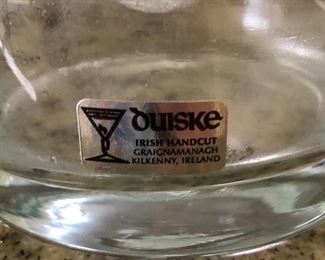 Duiske
IRISH HANDCUT
GRAIGNAMANAGH
KILKENNY, IRELAND